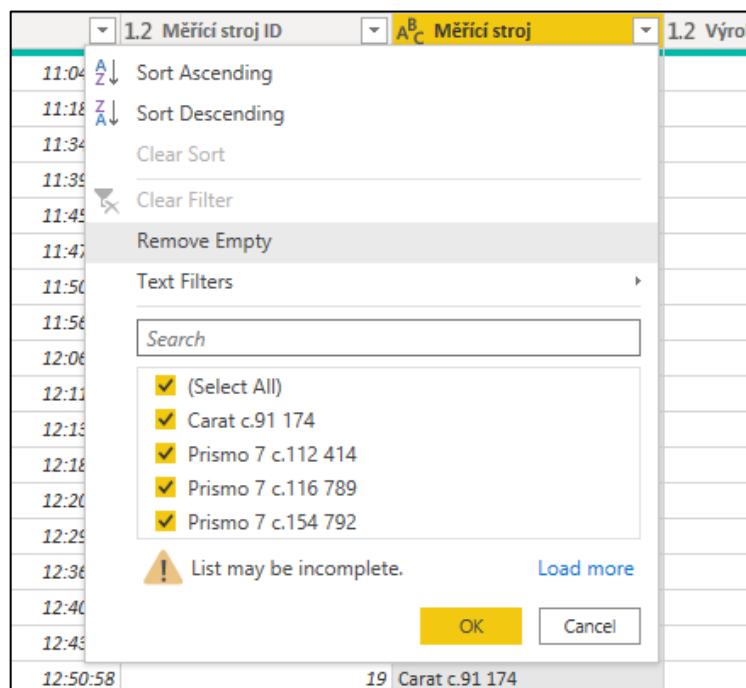 1.2 Měřící stroj ID
ABC Měřící stroj
1.2 Výro
11:04
Sort Ascending
11:18
Sort Descending
11:34
Clear Sort
11:39
Clear Filter
11:45
Remove Empty
11:47
Text Filters
11:50
11:56
Search
12:06
(Select All)
12:11
Carat c.91 174
12:13
Prismo 7 c.112 414
12:18
Prismo 7 c.116 789
12:20
Prismo 7 c.154 792
12:29
List may be incomplete. Load more
12:36
12:40
OK Cancel
12:43
12:50:58 19 Carat c.91 174